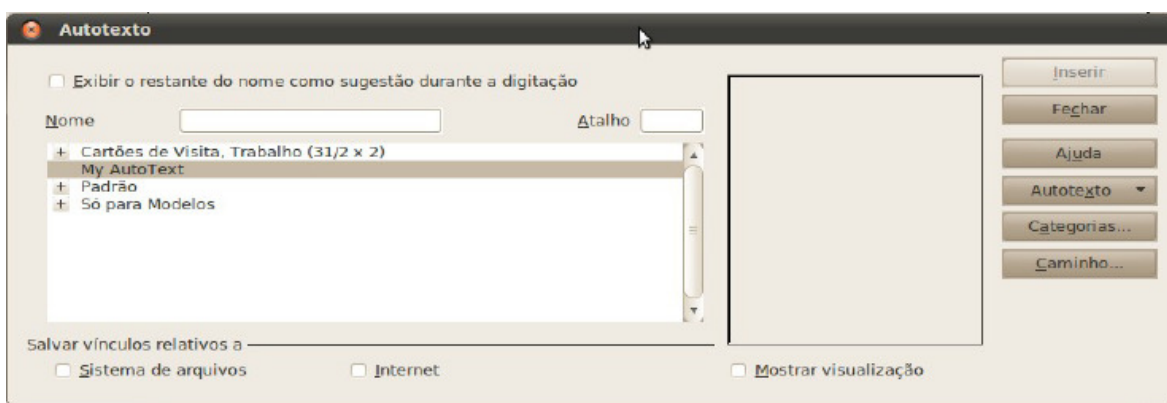 Autotexto
Exibir o restante do nome como sugestão durante a digitação
Nome
Atalho
Cartões de Visita, Trabalho (31/2 x 2)
My AutoText
Padrão
Só para Modelos
Salvar vínculos relativos a
Sistema de arquivos
Internet
Mostrar visualização
Inserir
Fechar
Ajuda
Autotexto
Categorias...
Caminho...